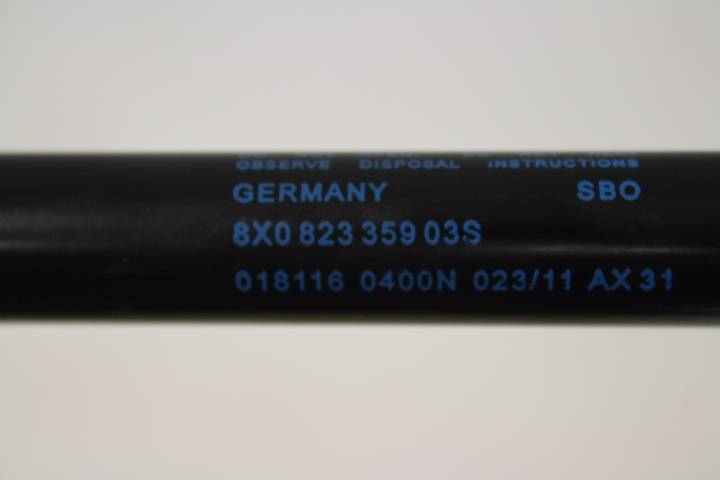 OBSERVE DISPOSAL INSTRUCTIONS
GERMANY SBO
8X0 823 359 03S
018116 0400N 023/11 AX 31